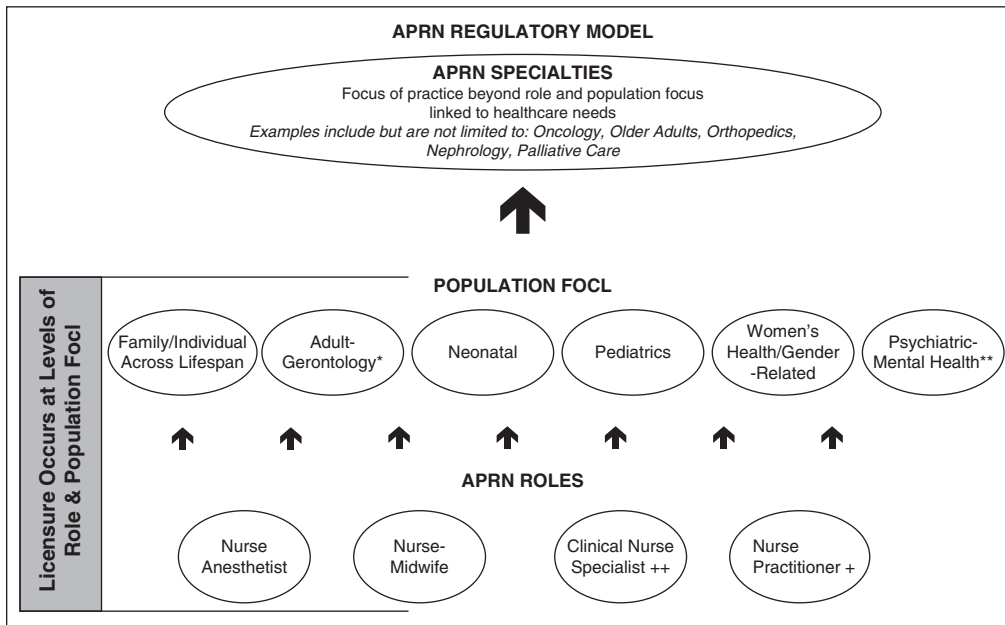 APRN REGULATORY MODEL
APRN SPECIALTIES
Focus of practice beyond role and population focus
linked to healthcare needs
Examples include but are not limited to: Oncology, Older Adults, Orthopedics,
Nephrology, Palliative Care
Licensure Occurs at Levels of
Role & Population Foci
POPULATION FOCL
Family/Individual
Across Lifespan
Adult-
Gerontology*
Neonatal
Pediatrics
Women's
Health/Gender
-Related
Psychiatric-
Mental Health**
APRN ROLES
Nurse
Anesthetist
Nurse-
Midwife
Clinical Nurse
Specialist ++
Nurse
Practitioner +